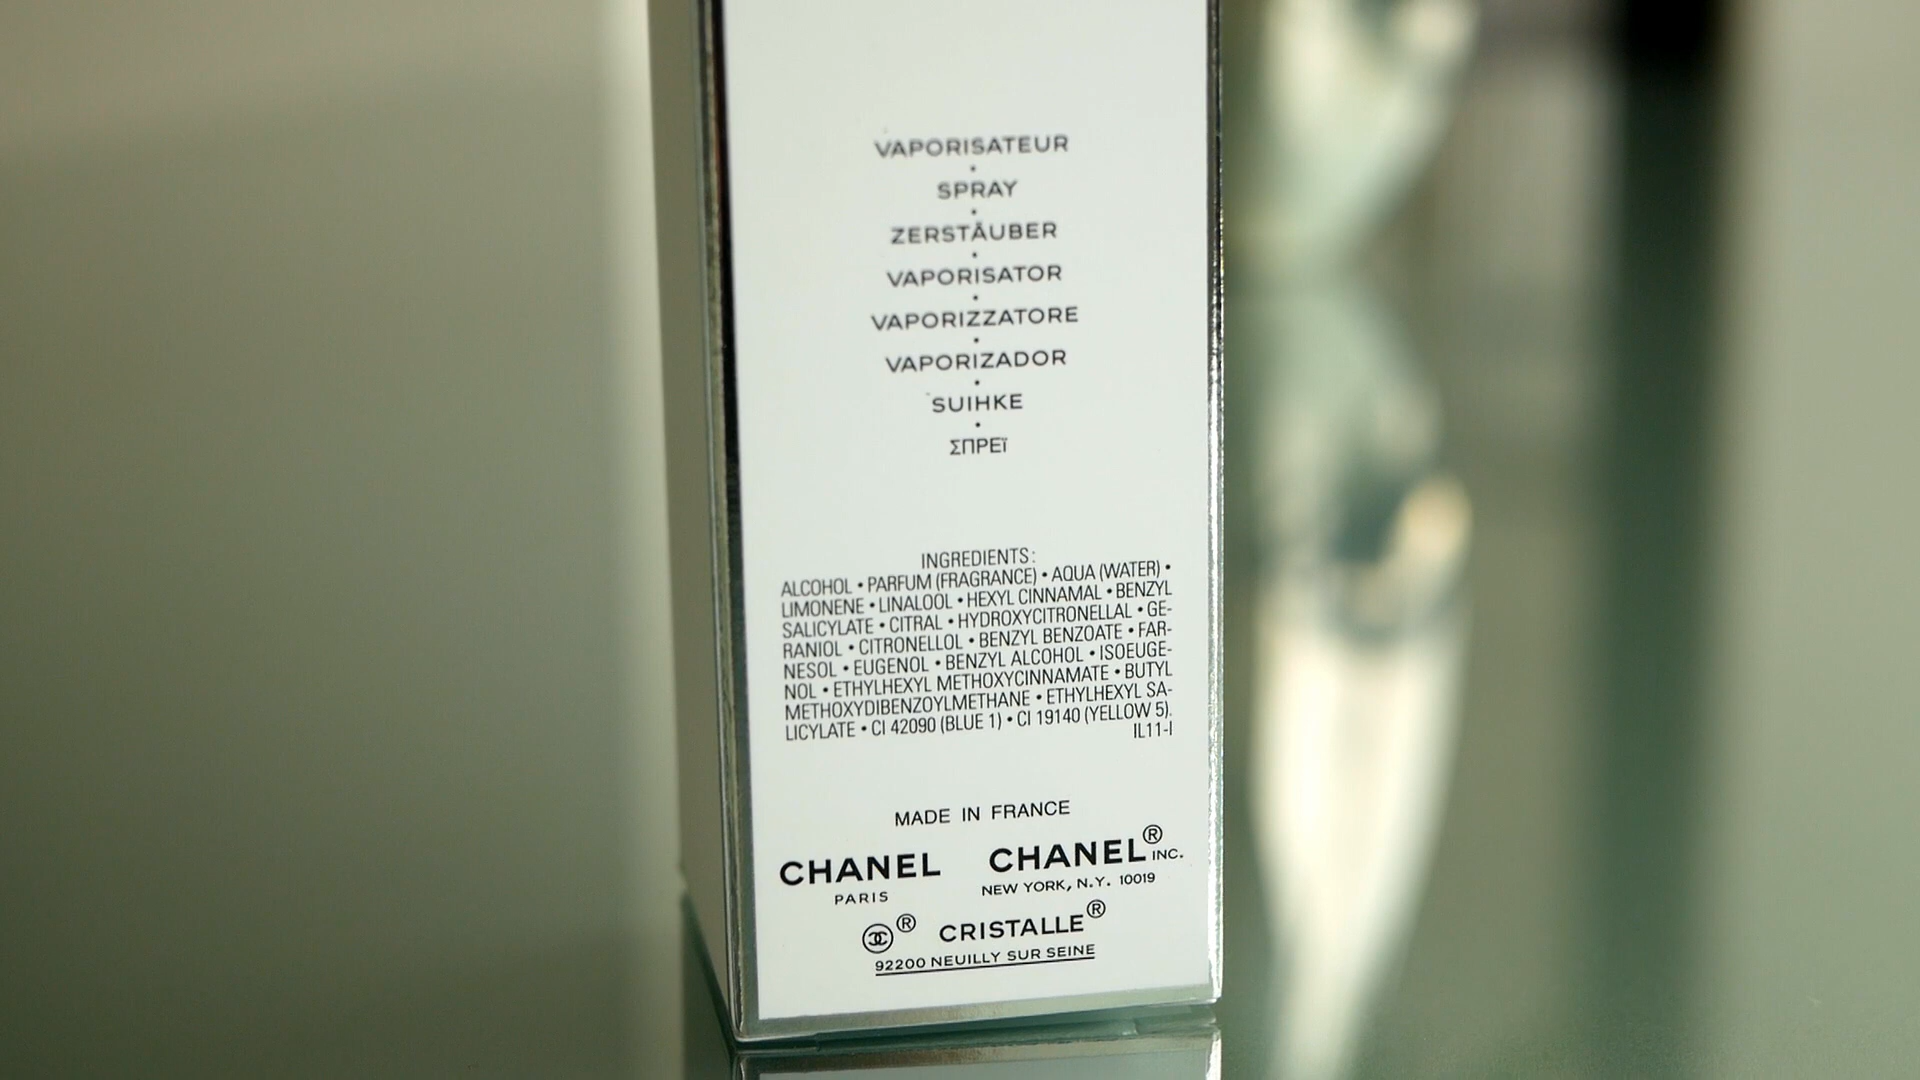 VAPORISATEUR
•
SPRAY
•
ZERSTÄUBER
•
VAPORISATOR
•
VAPORIZZATORE
•
VAPORIZADOR
•
SUIHKE
•
ΣΠΡΕΪ
INGREDIENTS:
ALCOHOL • PARFUM (FRAGRANCE) • AQUA (WATER) •
LIMONENE • LINALOOL • HEXYL CINNAMAL • BENZYL
SALICYLATE • CITRAL • HYDROXYCITRONELLAL • GE-
RANIOL • CITRONELLOL • BENZYL BENZOATE • FAR-
NESOL • EUGENOL • BENZYL ALCOHOL • ISOEUGE-
NOL • ETHYLHEXYL METHOXYCINNAMATE • BUTYL
METHOXYDIBENZOYLMETHANE • ETHYLHEXYL SA-
LICYLATE • CI 42090 (BLUE 1) • CI 19140 (YELLOW 5).
IL11-I
MADE IN FRANCE
CHANEL CHANEL® INC.
PARIS NEW YORK, N.Y. 10019
® CRISTALLE®
92200 NEUILLY SUR SEINE